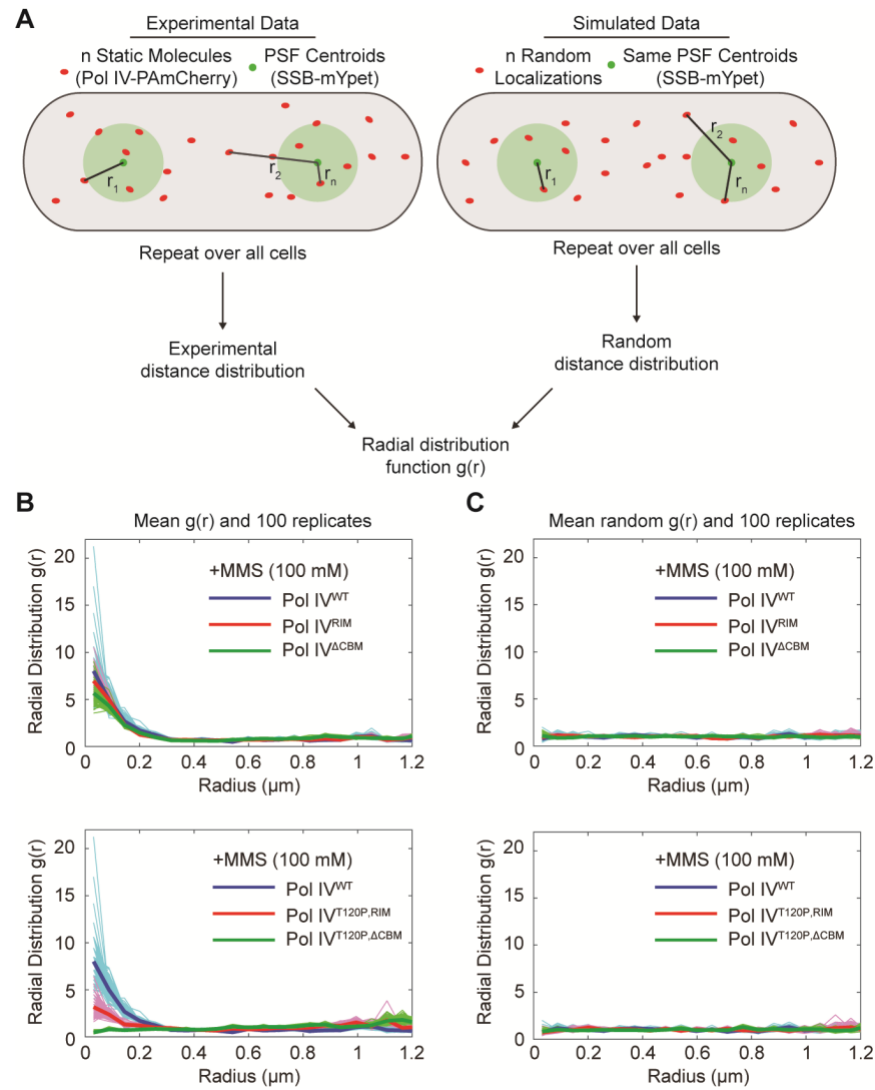 A
Experimental Data
n Static Molecules
(Pol IV-PAmCherry)
PSF Centroids
(SSB-mYpet)
r1
r2
rn
Repeat over all cells
Experimental
distance distribution
Simulated Data
n Random
Localizations
Same PSF Centroids
(SSB-mYpet)
r1
r2
rn
Repeat over all cells
Random
distance distribution
Radial distribution
function g(r)
B
Mean g(r) and 100 replicates
Radial Distribution g(r)
20
15
10
5
0
+MMS (100 mM)
Pol IVWT
Pol IVRIM
Pol IVΔCBM
0 0.2 0.4 0.6 0.8 1.0 1.2
Radius (μm)
Radial Distribution g(r)
20
15
10
5
0
+MMS (100 mM)
Pol IVWT
Pol IVT120P,RIM
Pol IVT120P,ΔCBM
0 0.2 0.4 0.6 0.8 1.0 1.2
Radius (μm)
C
Mean random g(r) and 100 replicates
Radial Distribution g(r)
20
15
10
5
0
+MMS (100 mM)
Pol IVWT
Pol IVRIM
Pol IVΔCBM
0 0.2 0.4 0.6 0.8 1.0 1.2
Radius (μm)
Radial Distribution g(r)
20
15
10
5
0
+MMS (100 mM)
Pol IVWT
Pol IVT120P,RIM
Pol IVT120P,ΔCBM
0 0.2 0.4 0.6 0.8 1.0 1.2
Radius (μm)